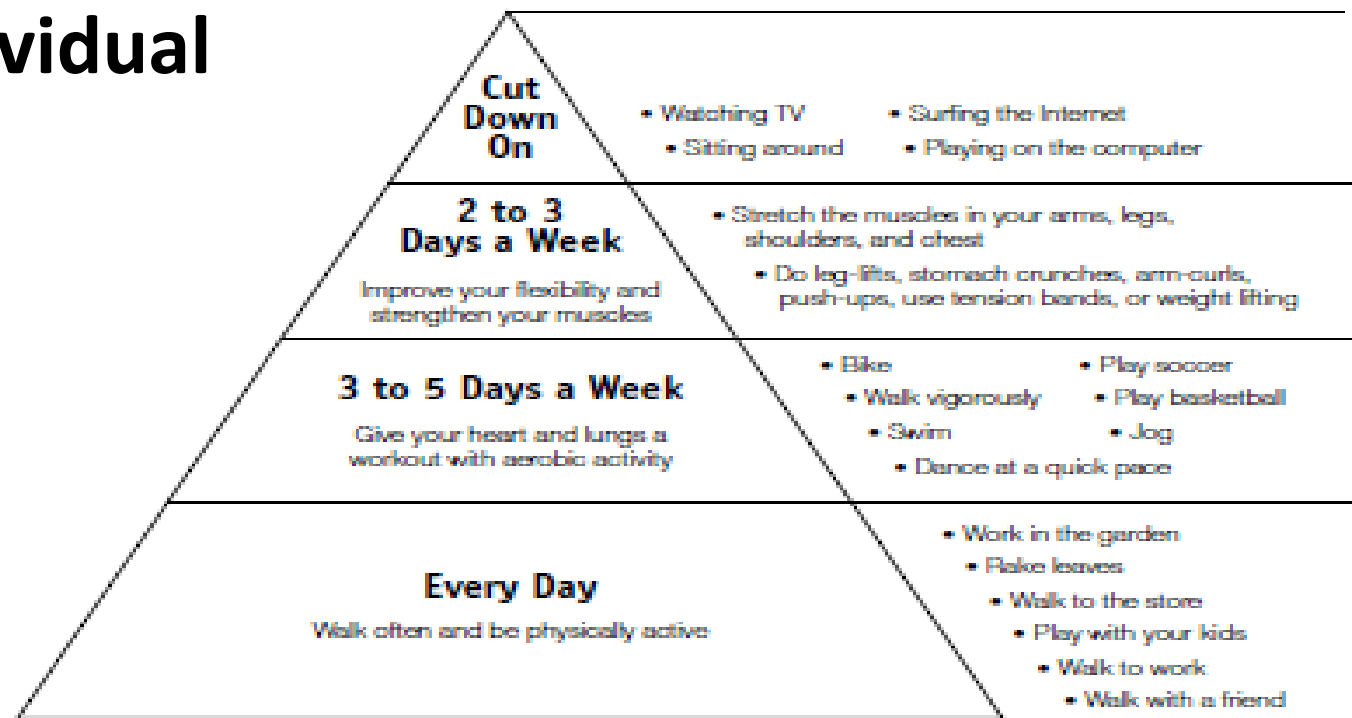 vidual
Cut
Down
On
• Watching TV • Surfing the Internet
• Sitting around • Playing on the computer
2 to 3
Days a Week
Improve your flexibility and
strengthen your muscles
• Stretch the muscles in your arms, legs,
shoulders, and chest
• Do leg-lifts, stomach crunches, arm-curls,
push-ups, use tension bands, or weight lifting
3 to 5 Days a Week
Give your heart and lungs a
workout with aerobic activity
• Bike • Play soccer
• Walk vigorously • Play basketball
• Swim • Jog
• Dance at a quick pace
Every Day
Walk often and be physically active
• Work in the garden
• Rake leaves
• Walk to the store
• Play with your kids
• Walk to work
• Walk with a friend